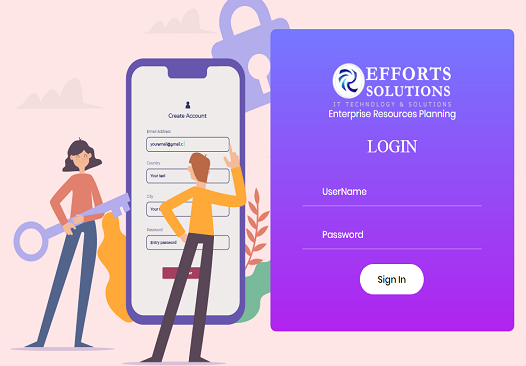 Create Account
Email Address
youremail@gmail.c
Country
Your text
City
Password
Entry password
EFFORTS
SOLUTIONS
IT TECHNOLOGY & SOLUTIONS
Enterprise Resources Planning
LOGIN
UserName
Password
Sign In